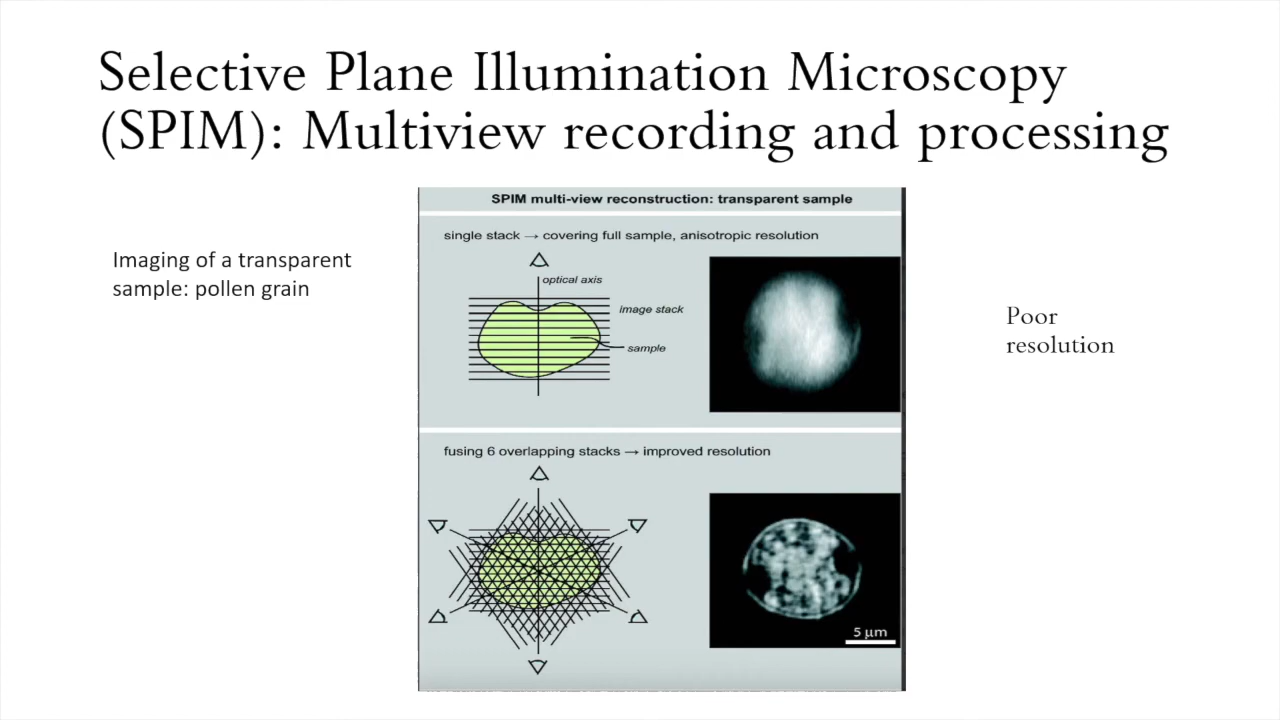 Selective Plane Illumination Microscopy
(SPIM): Multiview recording and processing
Imaging of a transparent
sample: pollen grain
SPIM multi-view reconstruction: transparent sample
single stack → covering full sample, anisotropic resolution
optical axis
image stack
sample
Poor
resolution
fusing 6 overlapping stacks → improved resolution
5 µm